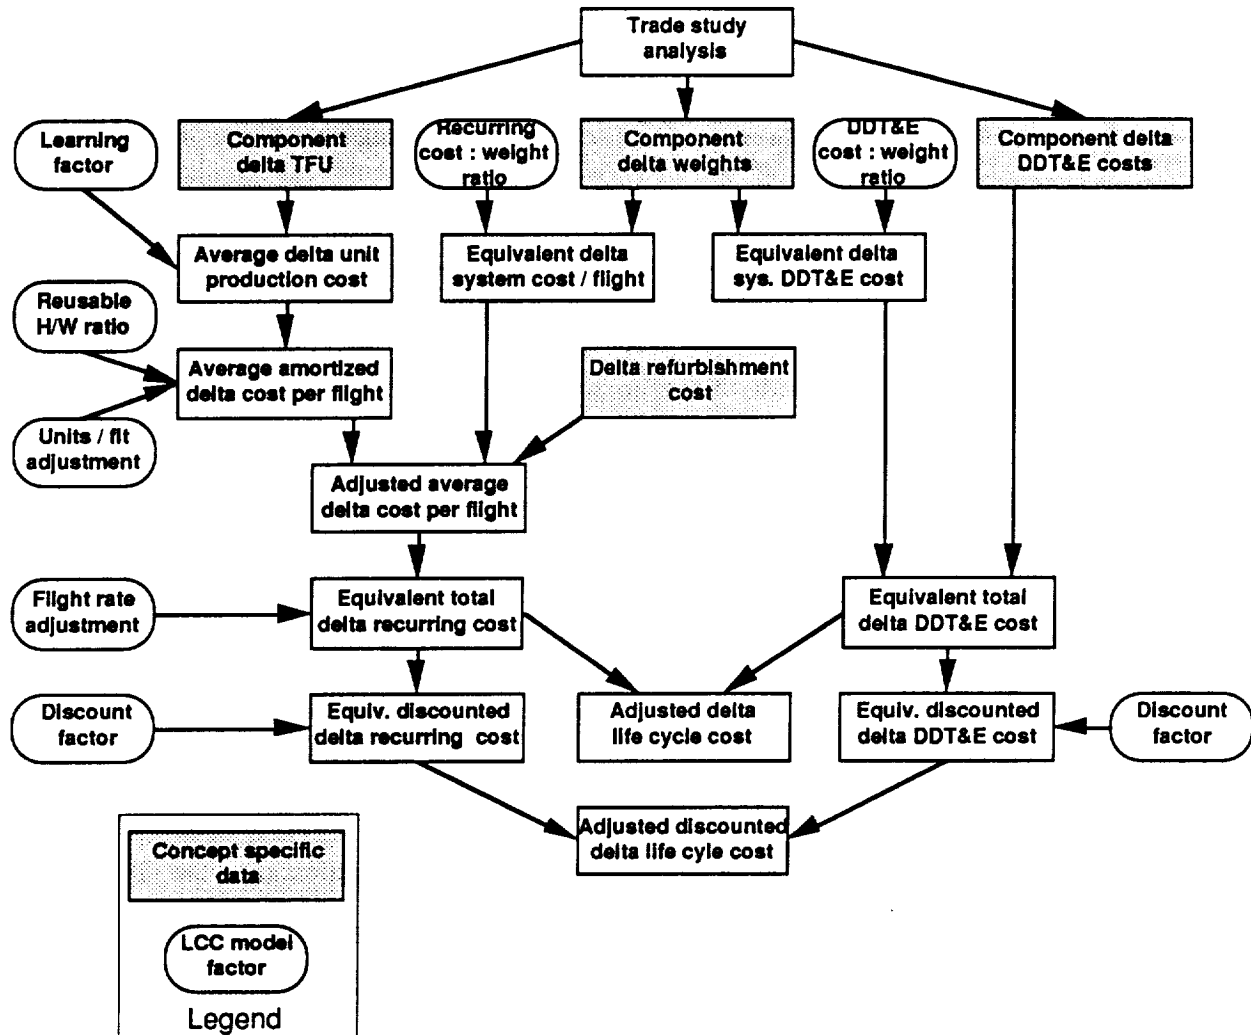 Trade study
analysis
Learning
factor
Component
delta TFU
Recurring
cost : weight
ratio
Component
delta weights
DDT&E
cost : weight
ratio
Component delta
DDT&E costs
Average delta unit
production cost
Equivalent delta
system cost / flight
Equivalent delta
sys. DDT&E cost
Reusable
H/W ratio
Average amortized
delta cost per flight
Delta refurbishment
cost
Units / flt
adjustment
Adjusted average
delta cost per flight
Flight rate
adjustment
Equivalent total
delta recurring cost
Equivalent total
delta DDT&E cost
Discount
factor
Equiv. discounted
delta recurring cost
Adjusted delta
life cycle cost
Equiv. discounted
delta DDT&E cost
Discount
factor
Adjusted discounted
delta life cyle cost
Concept specific
data
LCC model
factor
Legend